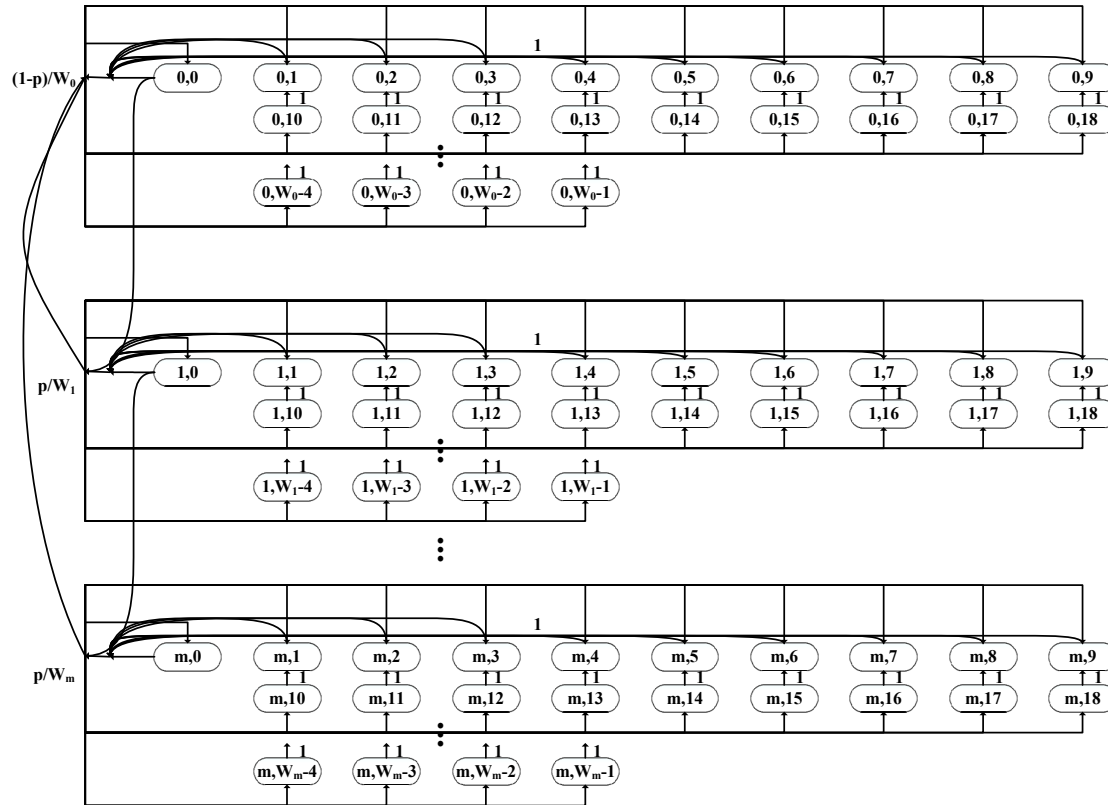 1
(1-p)/W₀ 0,0 0,1 0,2 0,3 0,4 0,5 0,6 0,7 0,8 0,9
1 1 1 1 1 1 1 1 1
0,10 0,11 0,12 0,13 0,14 0,15 0,16 0,17 0,18
1 1 1 1
0,W₀-4 0,W₀-3 0,W₀-2 0,W₀-1
1
p/W₁ 1,0 1,1 1,2 1,3 1,4 1,5 1,6 1,7 1,8 1,9
1 1 1 1 1 1 1 1 1
1,10 1,11 1,12 1,13 1,14 1,15 1,16 1,17 1,18
1 1 1 1
1,W₁-4 1,W₁-3 1,W₁-2 1,W₁-1
1
p/Wₘ m,0 m,1 m,2 m,3 m,4 m,5 m,6 m,7 m,8 m,9
1 1 1 1 1 1 1 1 1
m,10 m,11 m,12 m,13 m,14 m,15 m,16 m,17 m,18
1 1 1 1
m,Wₘ-4 m,Wₘ-3 m,Wₘ-2 m,Wₘ-1